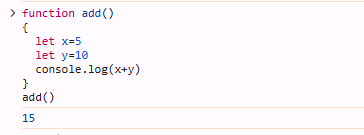 function add()
{
  let x=5
  let y=10
  console.log(x+y)
}
add()
15